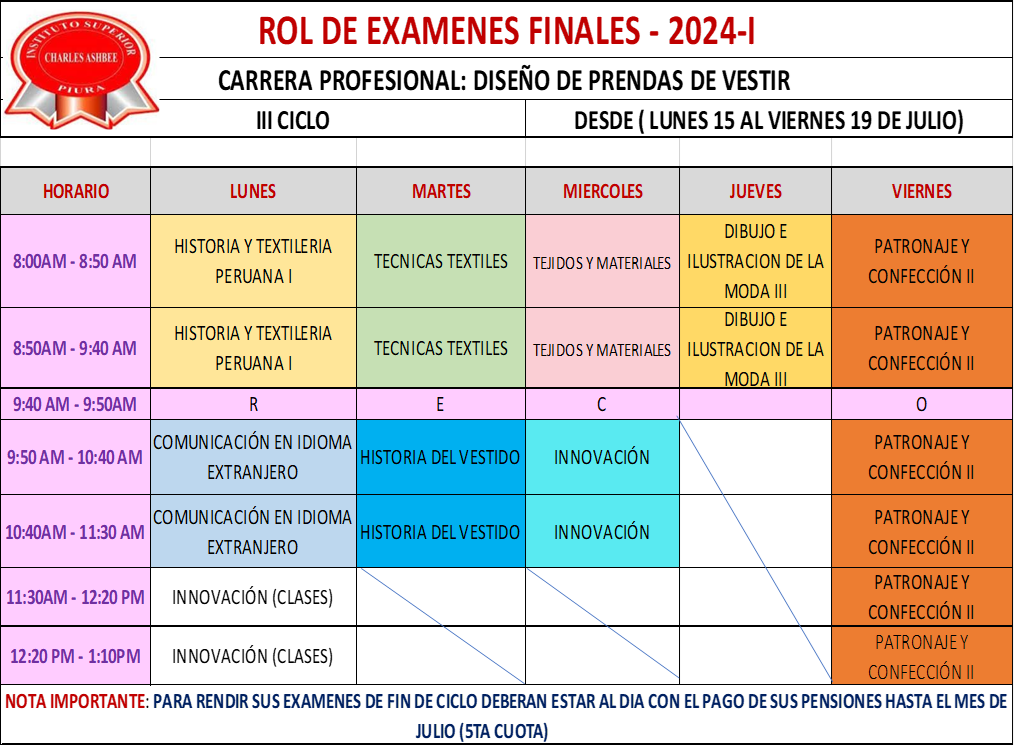 INSTITUTO SUPERIOR
CHARLES ASHBEE
PIURA
ROL DE EXAMENES FINALES - 2024-I
CARRERA PROFESIONAL: DISEÑO DE PRENDAS DE VESTIR
III CICLO
DESDE ( LUNES 15 AL VIERNES 19 DE JULIO)
HORARIO LUNES MARTES MIERCOLES JUEVES VIERNES
8:00AM - 8:50 AM
HISTORIA Y TEXTILERIA
PERUANA I
TECNICAS TEXTILES
TEJIDOS Y MATERIALES
DIBUJO E
ILUSTRACION DE LA
MODA III
PATRONAJE Y
CONFECCIÓN II
8:50AM - 9:40 AM
HISTORIA Y TEXTILERIA
PERUANA I
TECNICAS TEXTILES
TEJIDOS Y MATERIALES
DIBUJO E
ILUSTRACION DE LA
MODA III
PATRONAJE Y
CONFECCIÓN II
9:40 AM - 9:50AM R E C O
9:50 AM - 10:40 AM
COMUNICACIÓN EN IDIOMA
EXTRANJERO
HISTORIA DEL VESTIDO
INNOVACIÓN
PATRONAJE Y
CONFECCIÓN II
10:40AM - 11:30 AM
COMUNICACIÓN EN IDIOMA
EXTRANJERO
HISTORIA DEL VESTIDO
INNOVACIÓN
PATRONAJE Y
CONFECCIÓN II
11:30AM - 12:20 PM
INNOVACIÓN (CLASES)
PATRONAJE Y
CONFECCIÓN II
12:20 PM - 1:10PM
INNOVACIÓN (CLASES)
PATRONAJE Y
CONFECCIÓN II
NOTA IMPORTANTE: PARA RENDIR SUS EXAMENES DE FIN DE CICLO DEBERAN ESTAR AL DIA CON EL PAGO DE SUS PENSIONES HASTA EL MES DE
JULIO (5TA CUOTA)